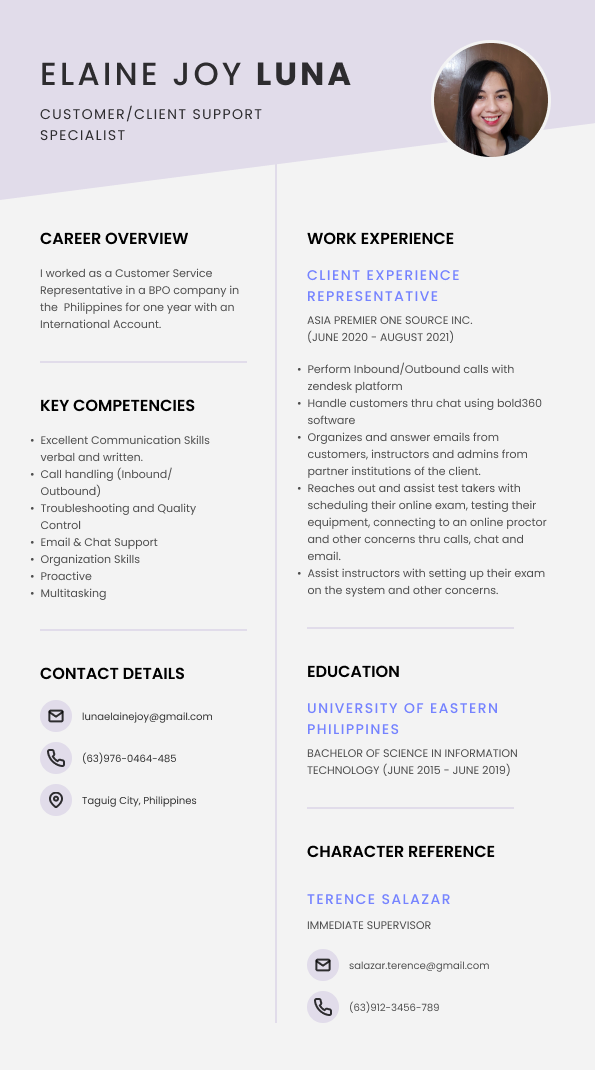 ELAINE JOY LUNA
CUSTOMER/CLIENT SUPPORT
SPECIALIST
CAREER OVERVIEW
I worked as a Customer Service
Representative in a BPO company in
the  Philippines for one year with an
International Account.
KEY COMPETENCIES
• Excellent Communication Skills
verbal and written.
• Call handling (Inbound/
Outbound)
• Troubleshooting and Quality
Control
• Email & Chat Support
• Organization Skills
• Proactive
• Multitasking
CONTACT DETAILS
lunaelainejoy@gmail.com
(63)976-0464-485
Taguig City, Philippines
WORK EXPERIENCE
CLIENT EXPERIENCE
REPRESENTATIVE
ASIA PREMIER ONE SOURCE INC.
(JUNE 2020 - AUGUST 2021)
• Perform Inbound/Outbound calls with
zendesk platform
• Handle customers thru chat using bold360
software
• Organizes and answer emails from
customers, instructors and admins from
partner institutions of the client.
• Reaches out and assist test takers with
scheduling their online exam, testing their
equipment, connecting to an online proctor
and other concerns thru calls, chat and
email.
• Assist instructors with setting up their exam
on the system and other concerns.
EDUCATION
UNIVERSITY OF EASTERN
PHILIPPINES
BACHELOR OF SCIENCE IN INFORMATION
TECHNOLOGY (JUNE 2015 - JUNE 2019)
CHARACTER REFERENCE
TERENCE SALAZAR
IMMEDIATE SUPERVISOR
salazar.terence@gmail.com
(63)912-3456-789